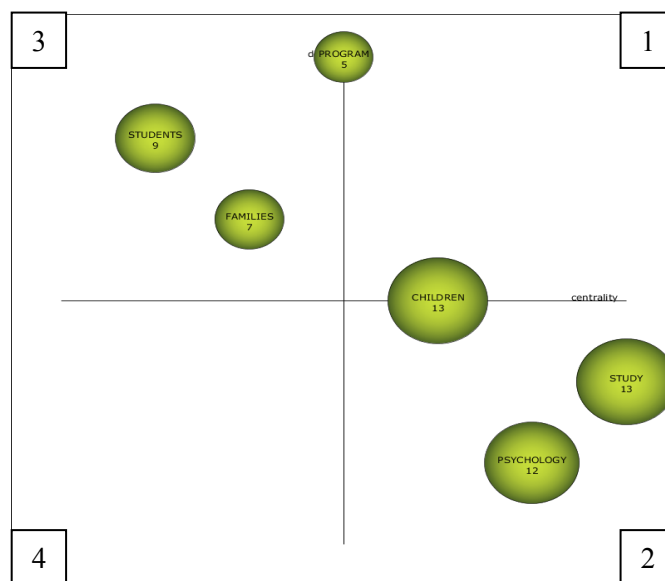 3
1
PROGRAM
5
STUDENTS
9
FAMILIES
7
CHILDREN
13
centrality
STUDY
13
PSYCHOLOGY
12
4
2